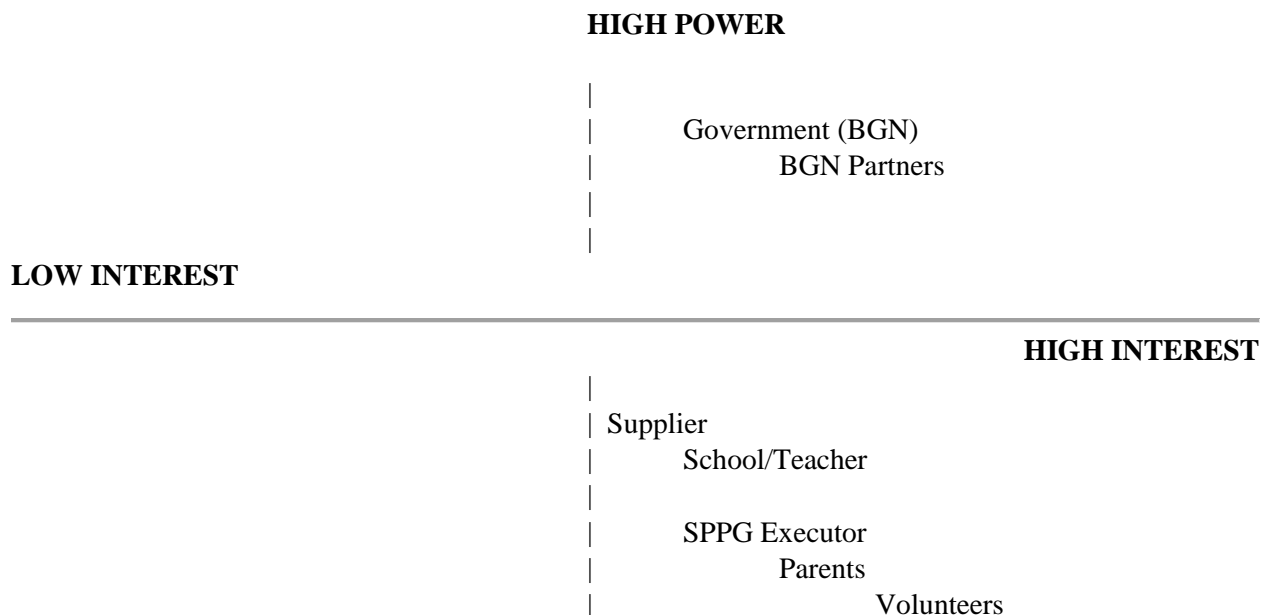 HIGH POWER
|
| Government (BGN)
| BGN Partners
|
|
LOW INTEREST
HIGH INTEREST
|
| Supplier
| School/Teacher
|
| SPPG Executor
| Parents
| Volunteers